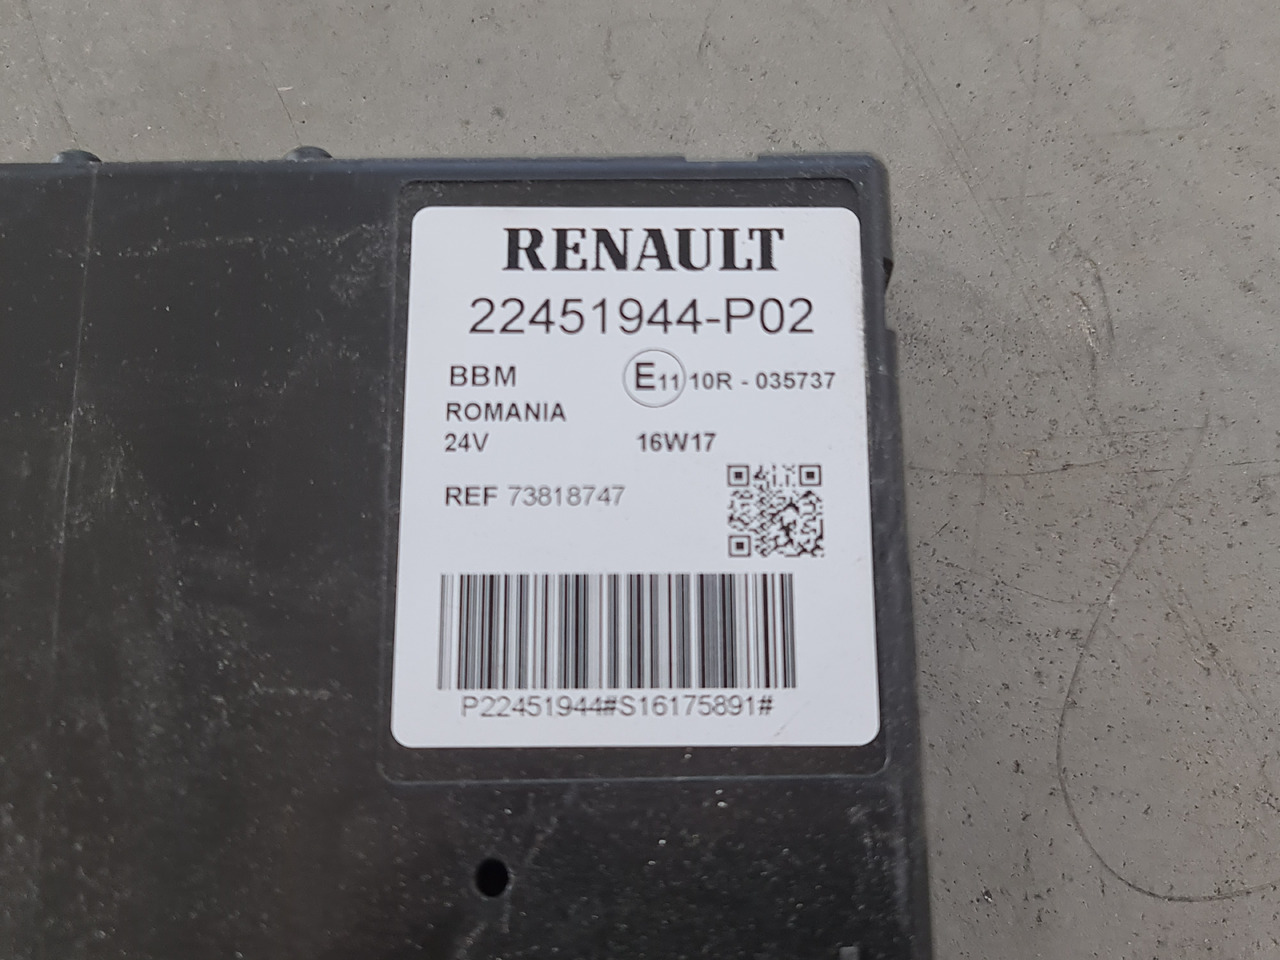 RENAULT
22451944-P02
BBM E11 10R - 035737
ROMANIA
24V 16W17
REF 73818747
P22451944#S16175891#